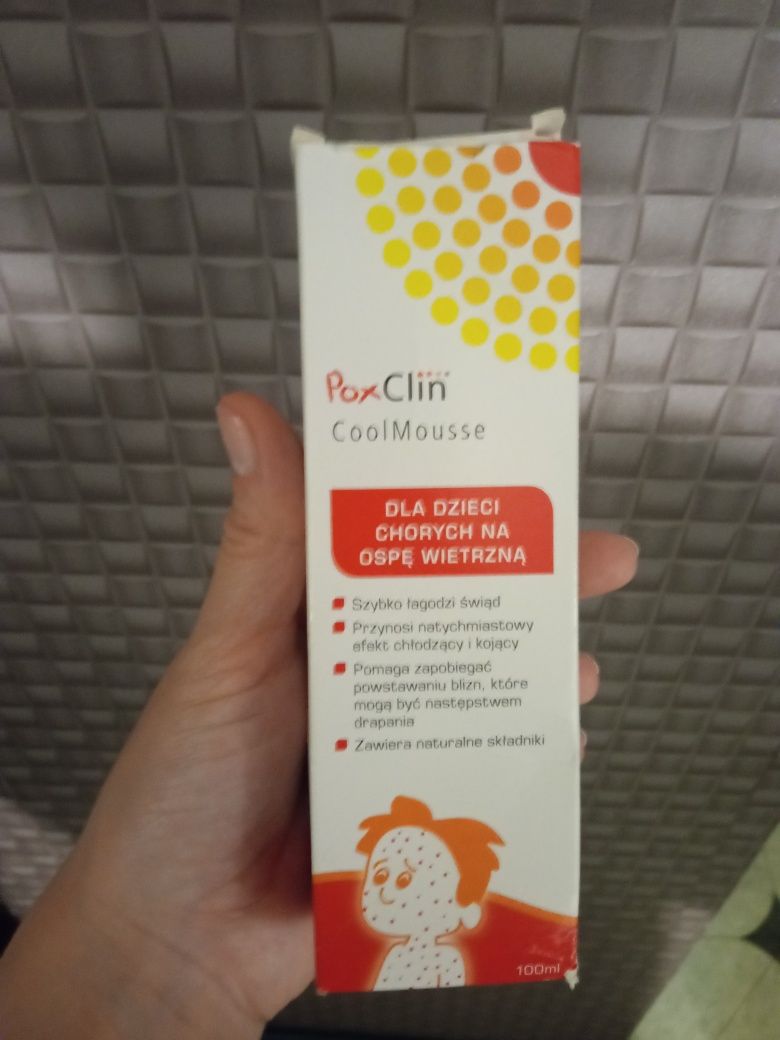 PoxClin
CoolMousse
DLA DZIECI
CHORYCH NA
OSPĘ WIETRZNĄ
Szybko łagodzi świąd
Przynosi natychmiastowy
efekt chłodzący i kojący
Pomaga zapobiegać
powstawaniu blizn, które
mogą być następstwem
drapania
Zawiera naturalne składniki
100ml